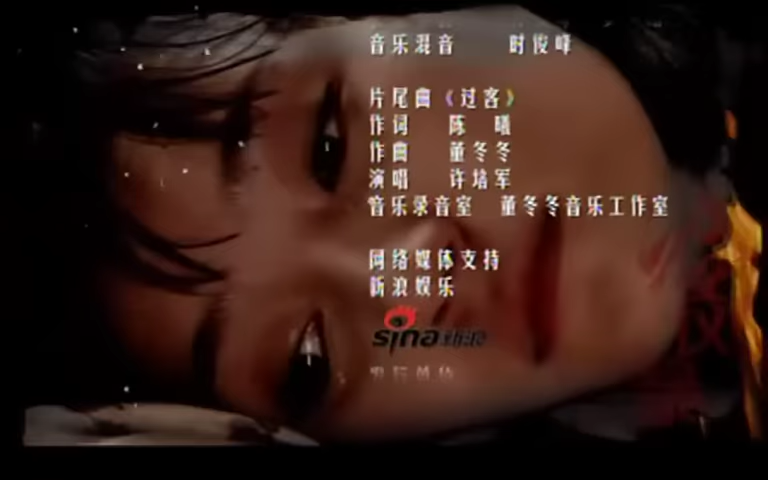 音乐混音 时俊峰
片尾曲《过客》
作词 陈 曦
作曲 董冬冬
演唱 许培军
音乐录音室 董冬冬音乐工作室
网络媒体支持
新浪娱乐
sina新浪